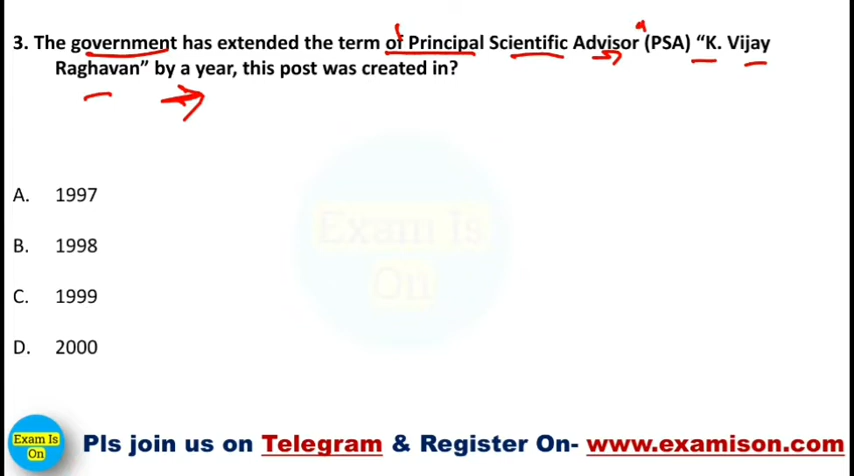 3. The government has extended the term of Principal Scientific Advisor (PSA) “K. Vijay
Raghavan” by a year, this post was created in?
A. 1997
B. 1998
C. 1999
D. 2000
Exam Is
On
Exam Is
On
Pls join us on Telegram & Register On- www.examison.com